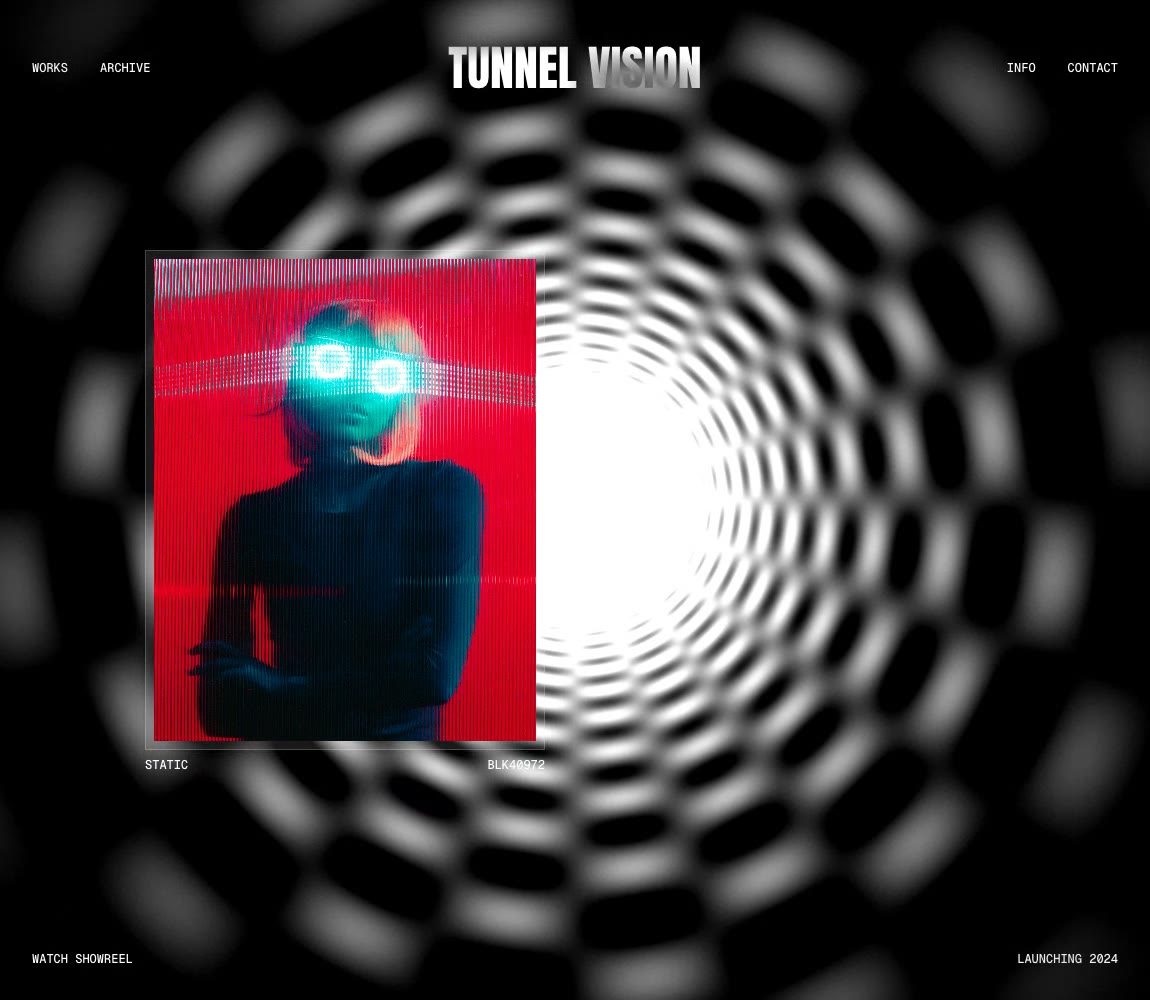 WORKS ARCHIVE TUNNEL VISION INFO CONTACT
STATIC BLK40972
WATCH SHOWREEL LAUNCHING 2024